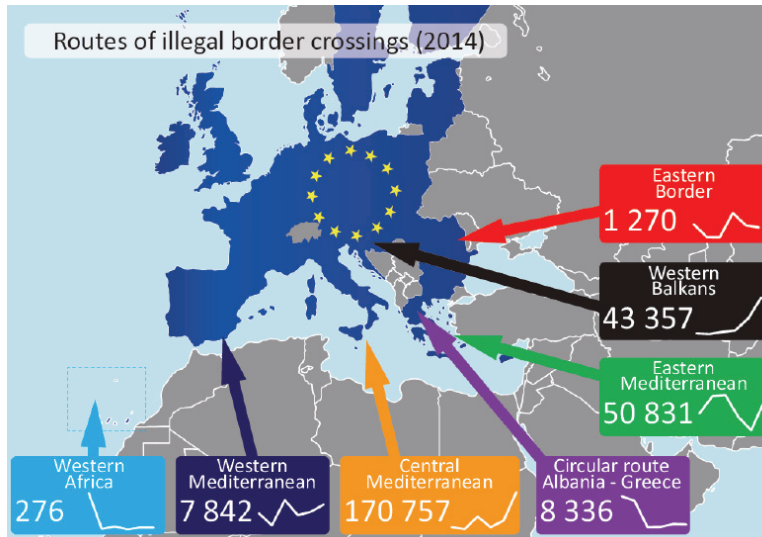 Routes of illegal border crossings (2014)
Eastern
Border
1 270
Western
Balkans
43 357
Eastern
Mediterranean
50 831
Western
Africa
276
Western
Mediterranean
7 842
Central
Mediterranean
170 757
Circular route
Albania - Greece
8 336